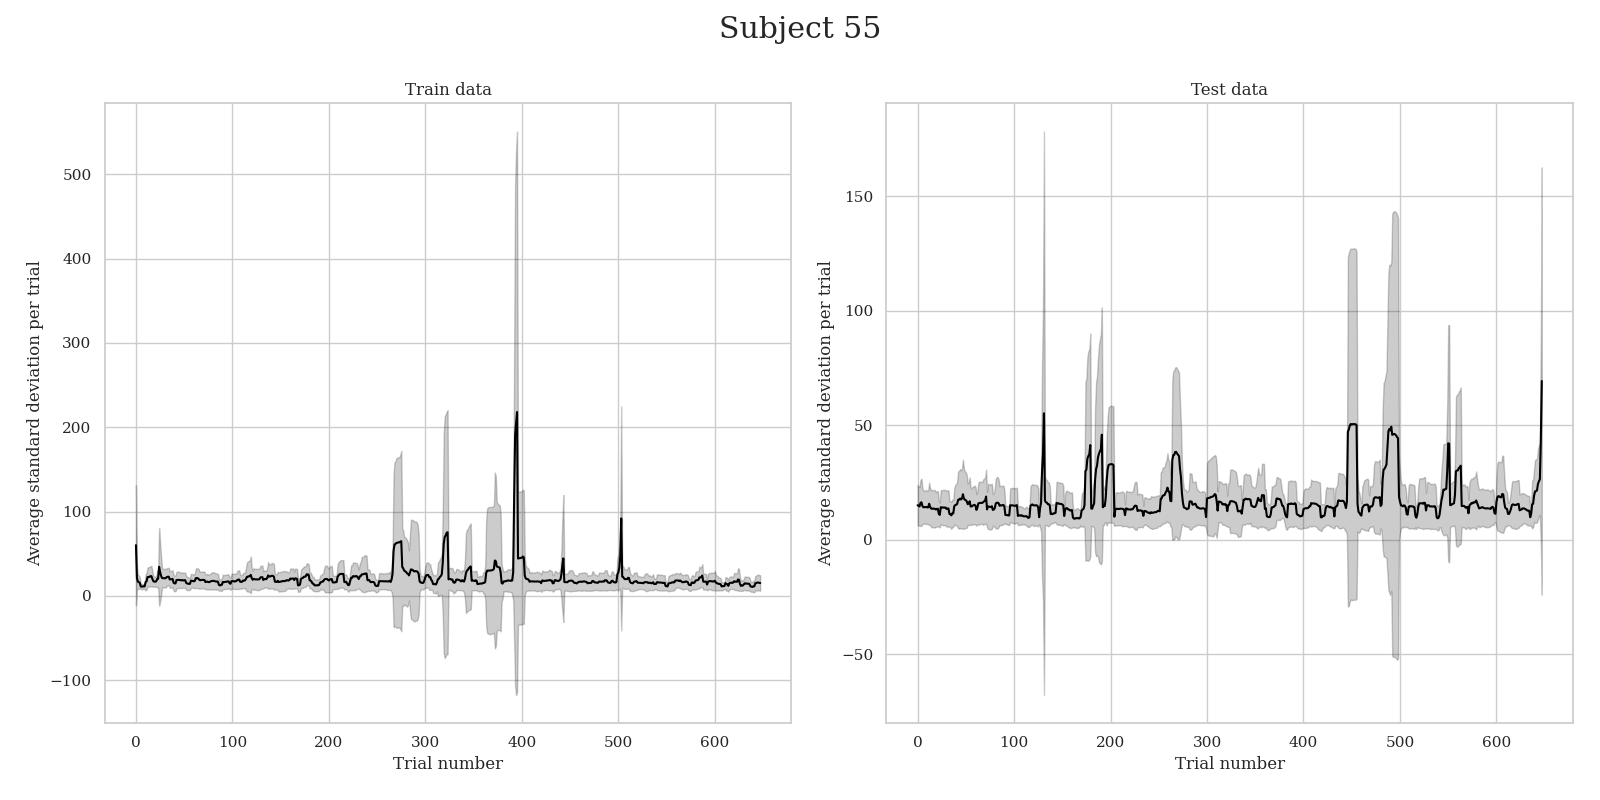 Subject 55
Train data
Average standard deviation per trial
500
400
300
200
100
0
−100
0 100 200 300 400 500 600
Trial number
Test data
Average standard deviation per trial
150
100
50
0
−50
0 100 200 300 400 500 600
Trial number